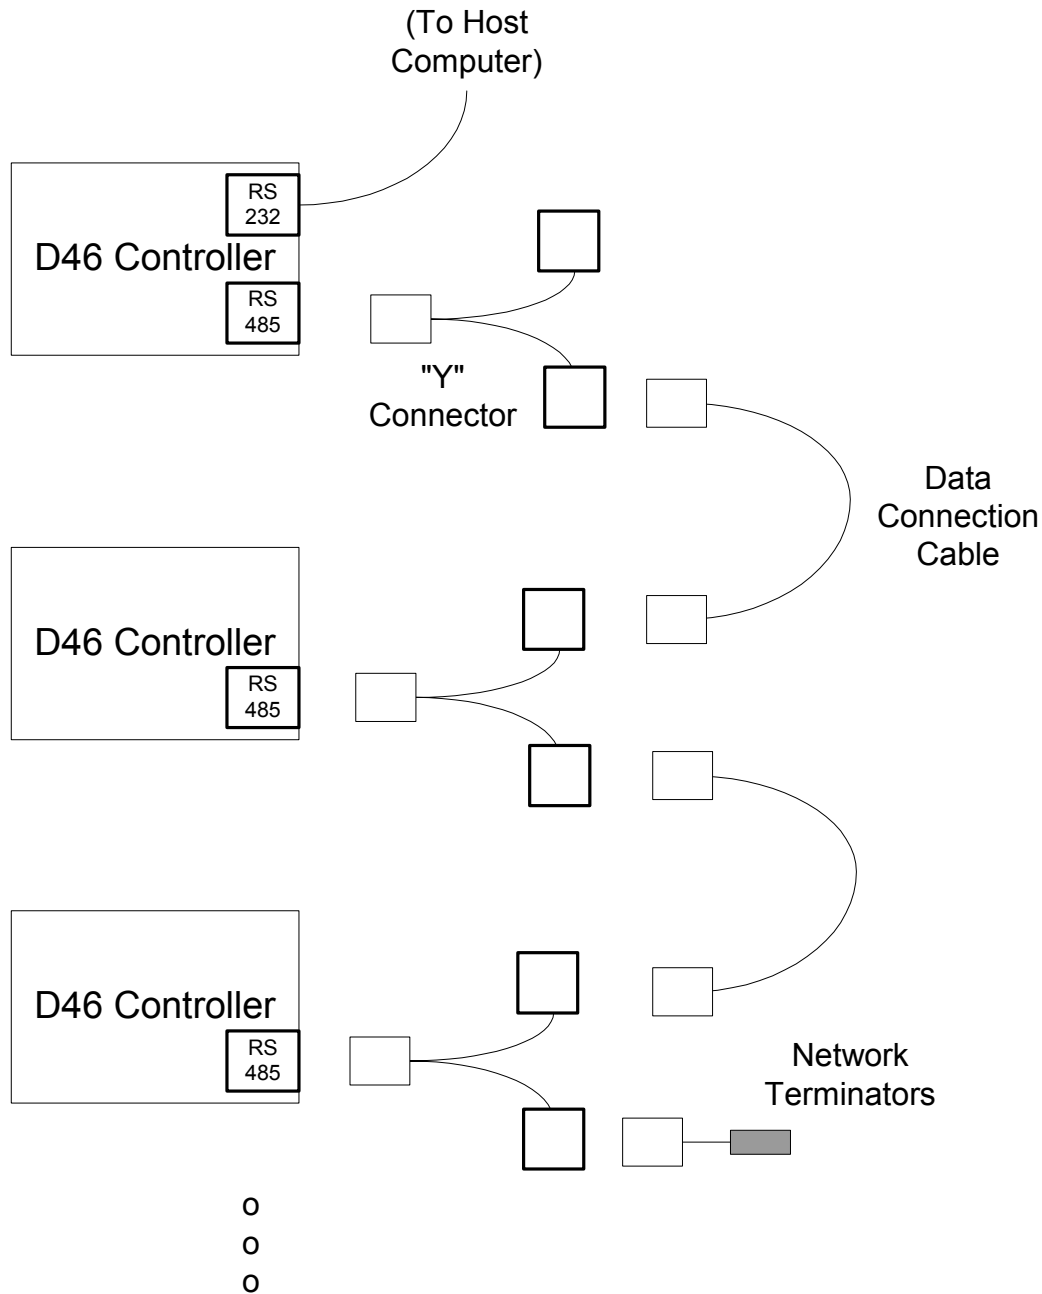 (To Host
Computer)
RS
232
D46 Controller
RS
485
"Y"
Connector
Data
Connection
Cable
D46 Controller
RS
485
D46 Controller
RS
485
Network
Terminators
o
o
o